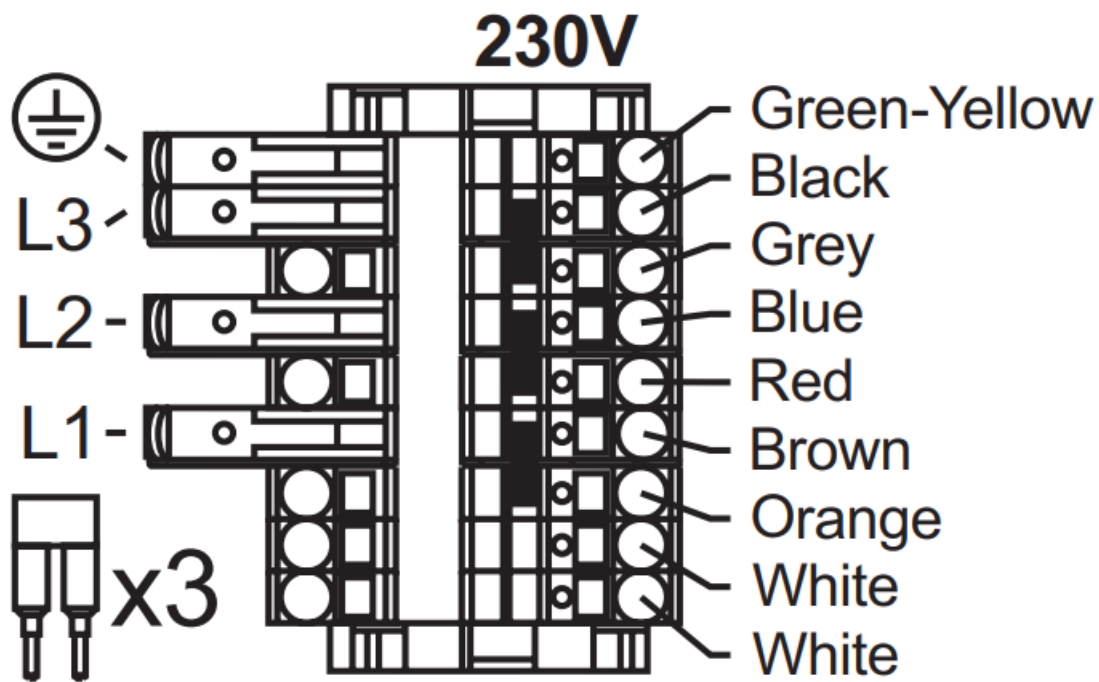 230V
Green-Yellow
L3
Black
Grey
L2
Blue
Red
L1
Brown
Orange
x3
White
White